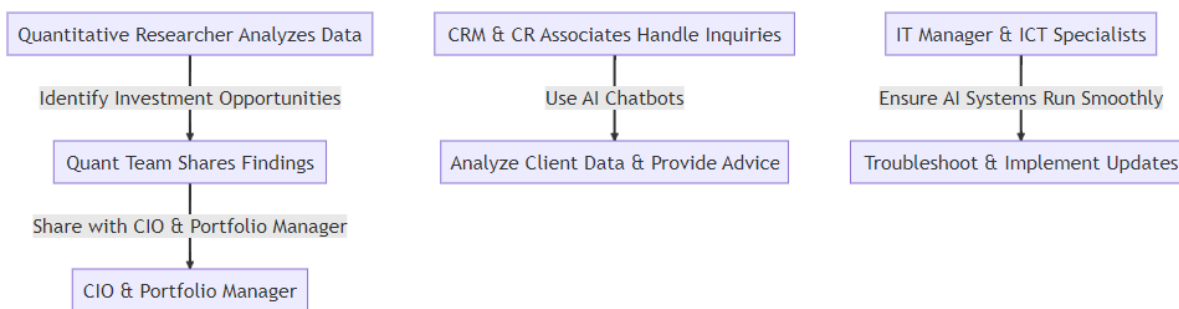 Quantitative Researcher Analyzes Data
CRM & CR Associates Handle Inquiries
IT Manager & ICT Specialists
Identify Investment Opportunities
Use AI Chatbots
Ensure AI Systems Run Smoothly
Quant Team Shares Findings
Analyze Client Data & Provide Advice
Troubleshoot & Implement Updates
Share with CIO & Portfolio Manager
CIO & Portfolio Manager